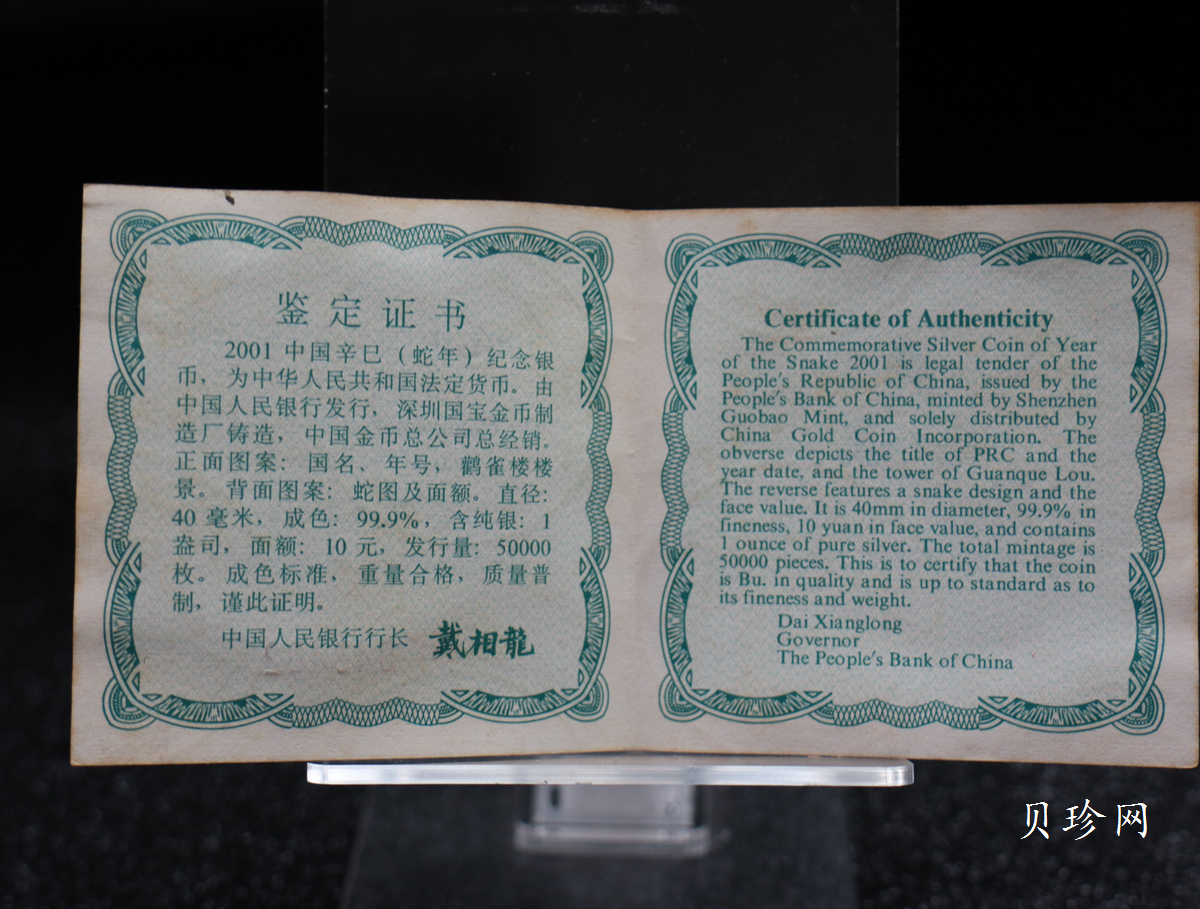 鉴定证书
2001 中国辛巳（蛇年）纪念银
币，为中华人民共和国法定货币。由
中国人民银行发行，深圳国宝金币制
造厂铸造，中国金币总公司总经销。
正面图案：国名、年号，鹳雀楼楼
景。背面图案：蛇图及面额。直径：
40 毫米，成色：99.9%，含纯银：1
盎司，面额：10 元，发行量：50000
枚。成色标准，重量合格，质量普
制，谨此证明。
中国人民银行行长 戴相龍
Certificate of Authenticity
The Commemorative Silver Coin of Year
of the Snake 2001 is legal tender of the
People's Republic of China, issued by the
People's Bank of China, minted by Shenzhen
Guobao Mint, and solely distributed by
China Gold Coin Incorporation. The
obverse depicts the title of PRC and the
year date, and the tower of Guanque Lou.
The reverse features a snake design and the
face value. It is 40mm in diameter, 99.9% in
fineness, 10 yuan in face value, and contains
1 ounce of pure silver. The total mintage is
50000 pieces. This is to certify that the coin
is Bu. in quality and is up to standard as to
its fineness and weight.
Dai Xianglong
Governor
The People's Bank of China
贝珍网